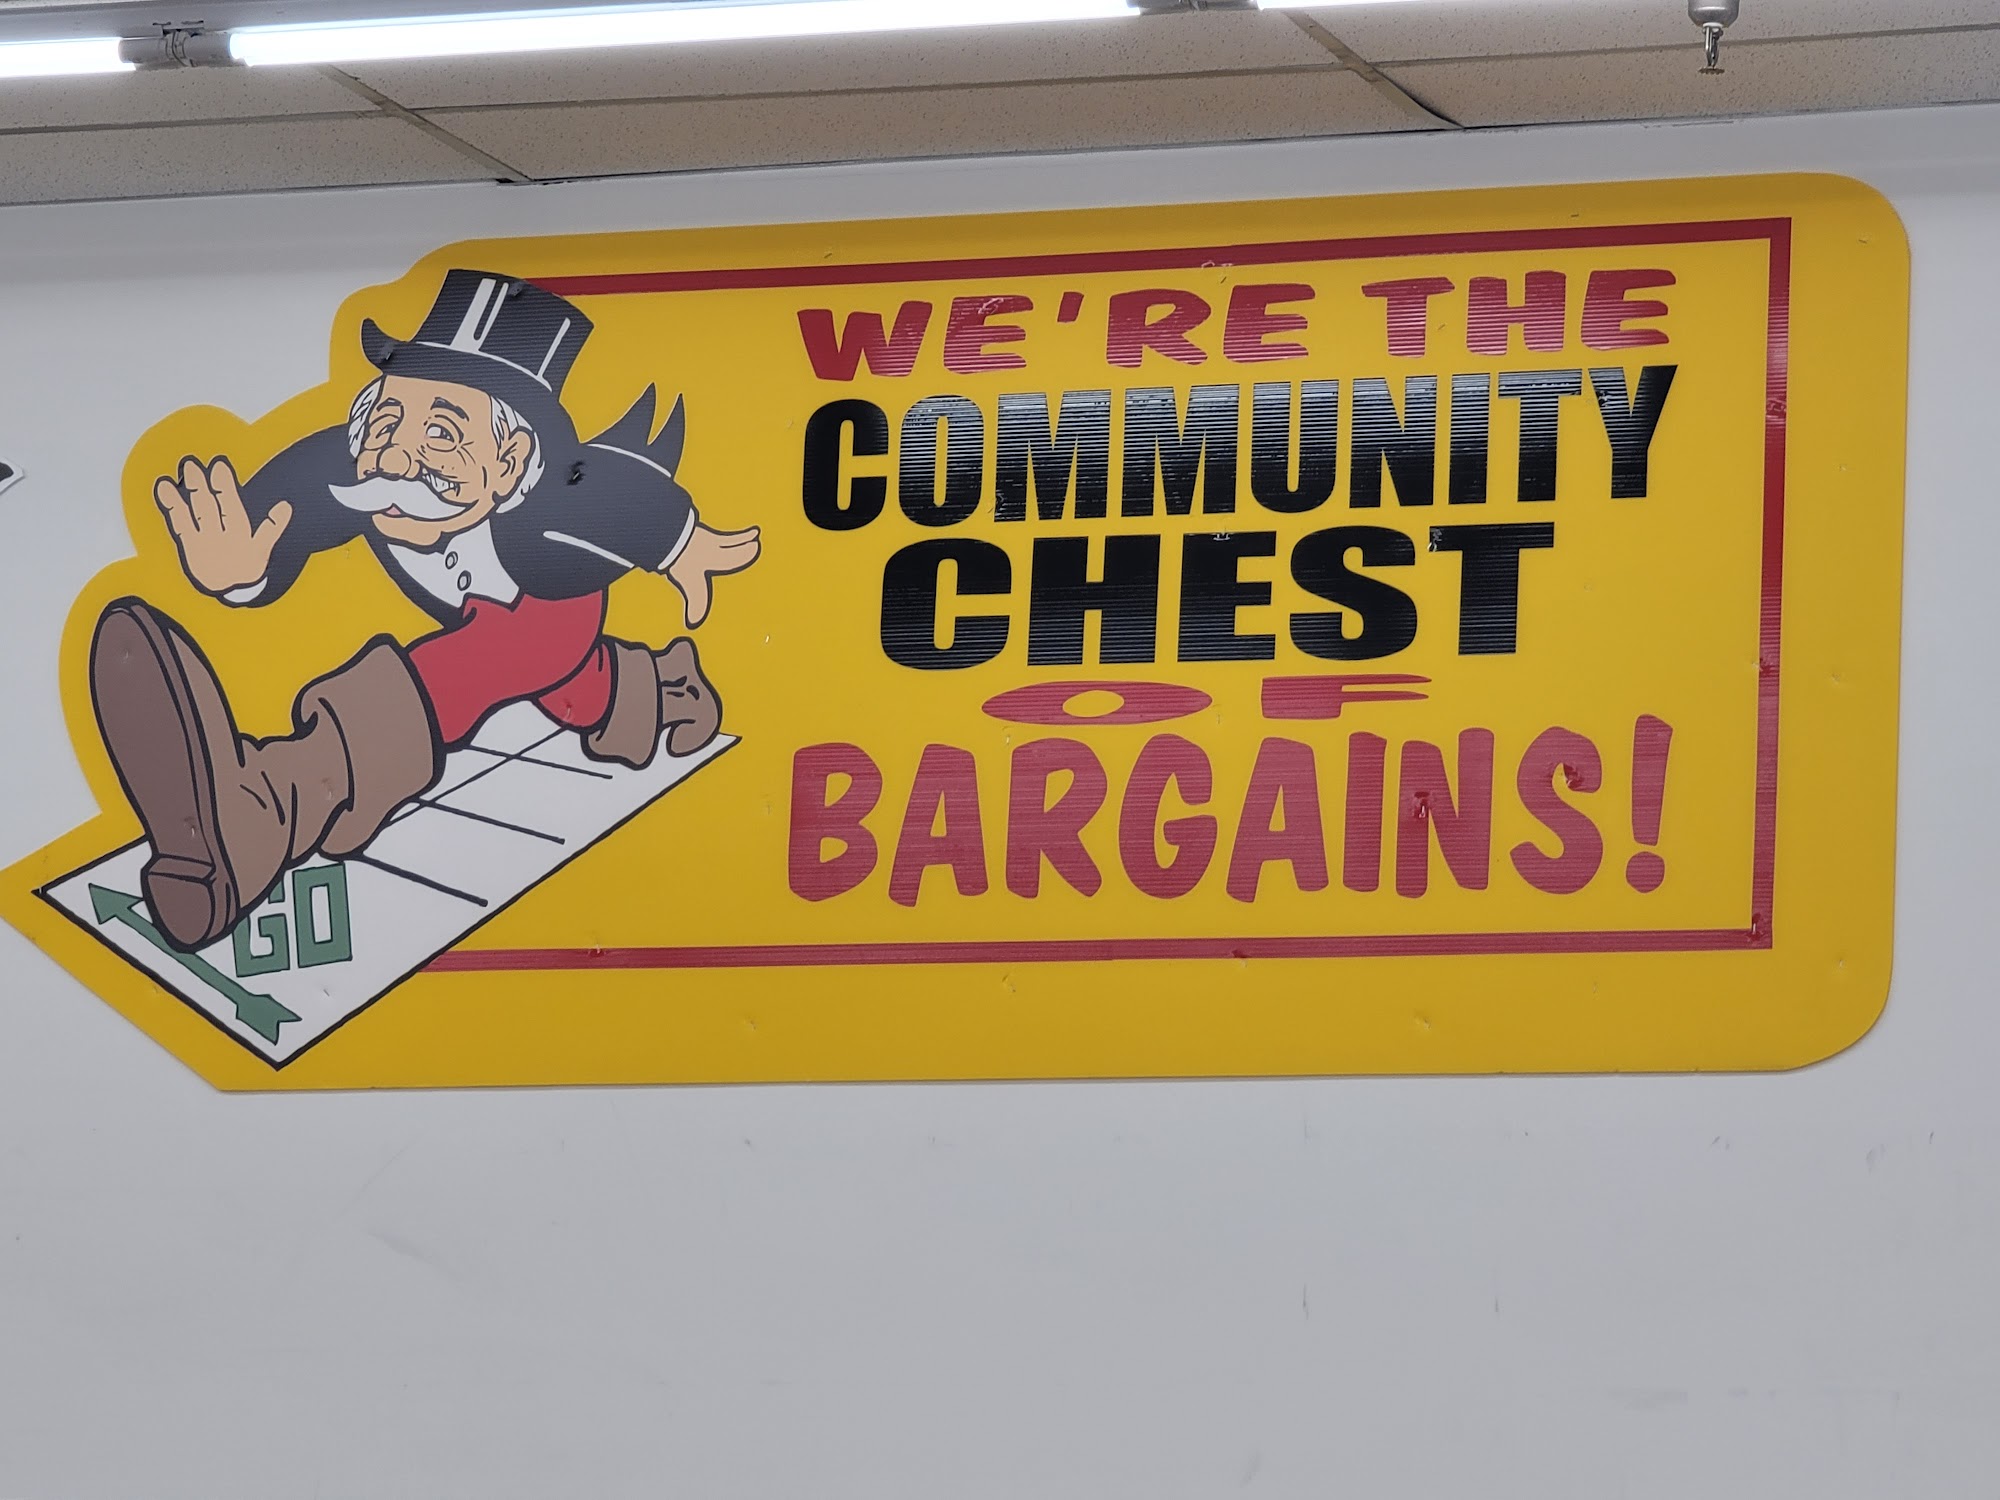 WE'RE THE
COMMUNITY
CHEST
OF
BARGAINS!
GO